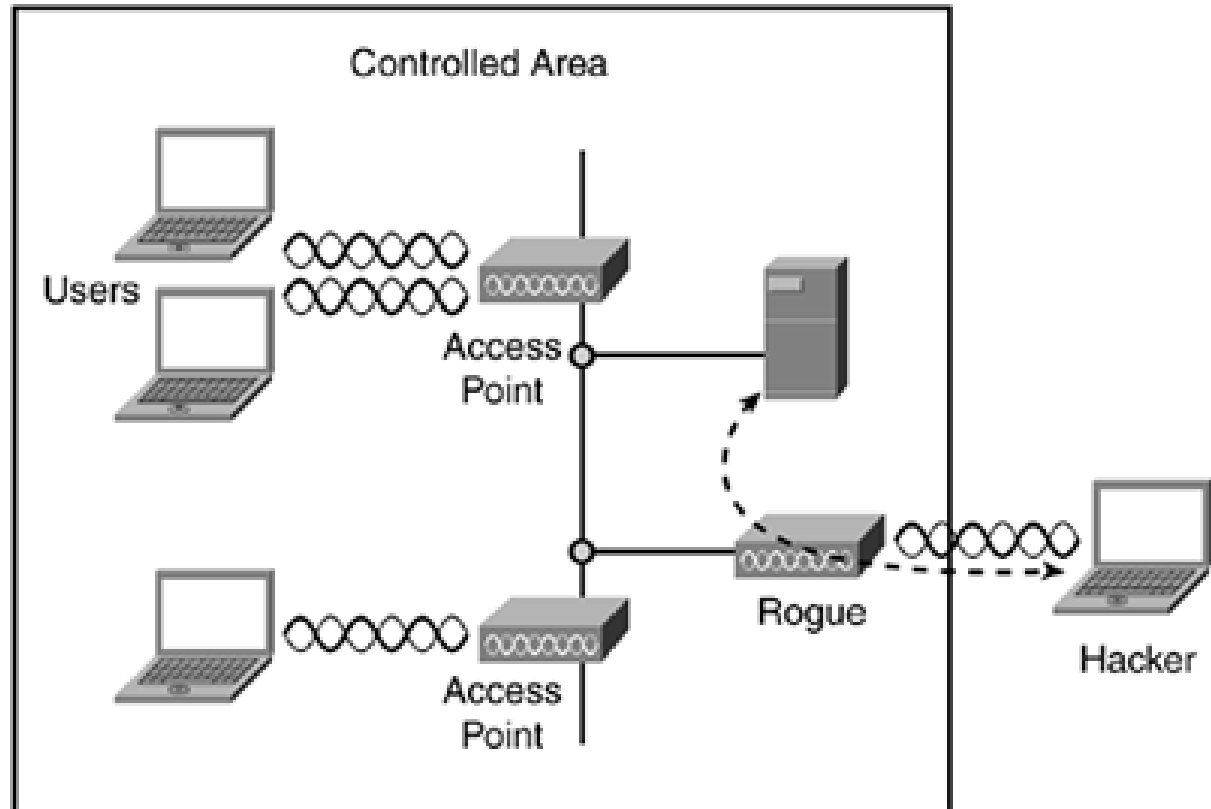 Controlled Area
Users
Access
Point
Rogue
Hacker
Access
Point